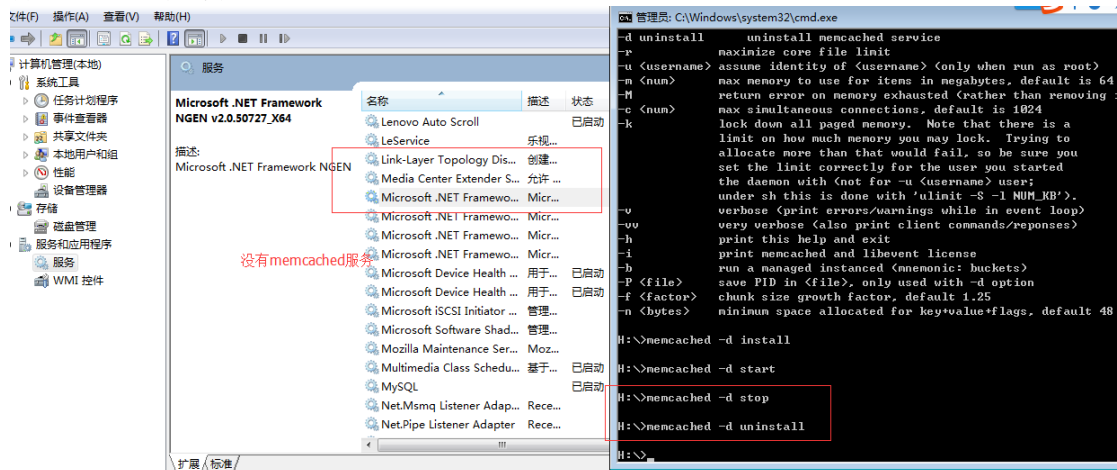 文件(F) 操作(A) 查看(V) 帮助(H)
计算机管理(本地)
系统工具
任务计划程序
事件查看器
共享文件夹
本地用户和组
性能
设备管理器
存储
磁盘管理
服务和应用程序
服务
WMI 控件
服务
Microsoft .NET Framework
NGEN v2.0.50727_X64
描述:
Microsoft .NET Framework NGEN
没有memcached服务
名称 描述 状态
Lenovo Auto Scroll 已启动
LeService 乐视...
Link-Layer Topology Dis... 创建...
Media Center Extender S... 允许 ...
Microsoft .NET Framewo... Micr...
Microsoft .NET Framewo... Micr...
Microsoft .NET Framewo... Micr...
Microsoft .NET Framewo... Micr...
Microsoft Device Health ... 用于... 已启动
Microsoft Device Health ... 用于... 已启动
Microsoft iSCSI Initiator ... 管理...
Microsoft Software Shad... 管理...
Mozilla Maintenance Ser... Moz...
Multimedia Class Schedu... 基于... 已启动
MySQL 已启动
Net.Msmq Listener Adap... Rece...
Net.Pipe Listener Adapter Rece...
扩展 标准
管理员: C:\Windows\system32\cmd.exe
-d uninstall uninstall memcached service
-r maximize core file limit
-u <username> assume identity of <username> (only when run as root)
-m <num> max memory to use for items in megabytes, default is 64
-M return error on memory exhausted (rather than removing
-c <num> max simultaneous connections, default is 1024
-k lock down all paged memory. Note that there is a
limit on how much memory you may lock. Trying to
allocate more than that would fail, so be sure you
set the limit correctly for the user you started
the daemon with (not for -u <username> user;
under sh this is done with 'ulimit -S -l NUM_KB').
-v verbose (print errors/warnings while in event loop)
-vv very verbose (also print client commands/reponses)
-h print this help and exit
-i print memcached and libevent license
-b run a managed instanced (mnemonic: buckets)
-P <file> save PID in <file>, only used with -d option
-f <factor> chunk size growth factor, default 1.25
-n <bytes> minimum space allocated for key+value+flags, default 48
H:\>memcached -d install
H:\>memcached -d start
H:\>memcached -d stop
H:\>memcached -d uninstall
H:\>_